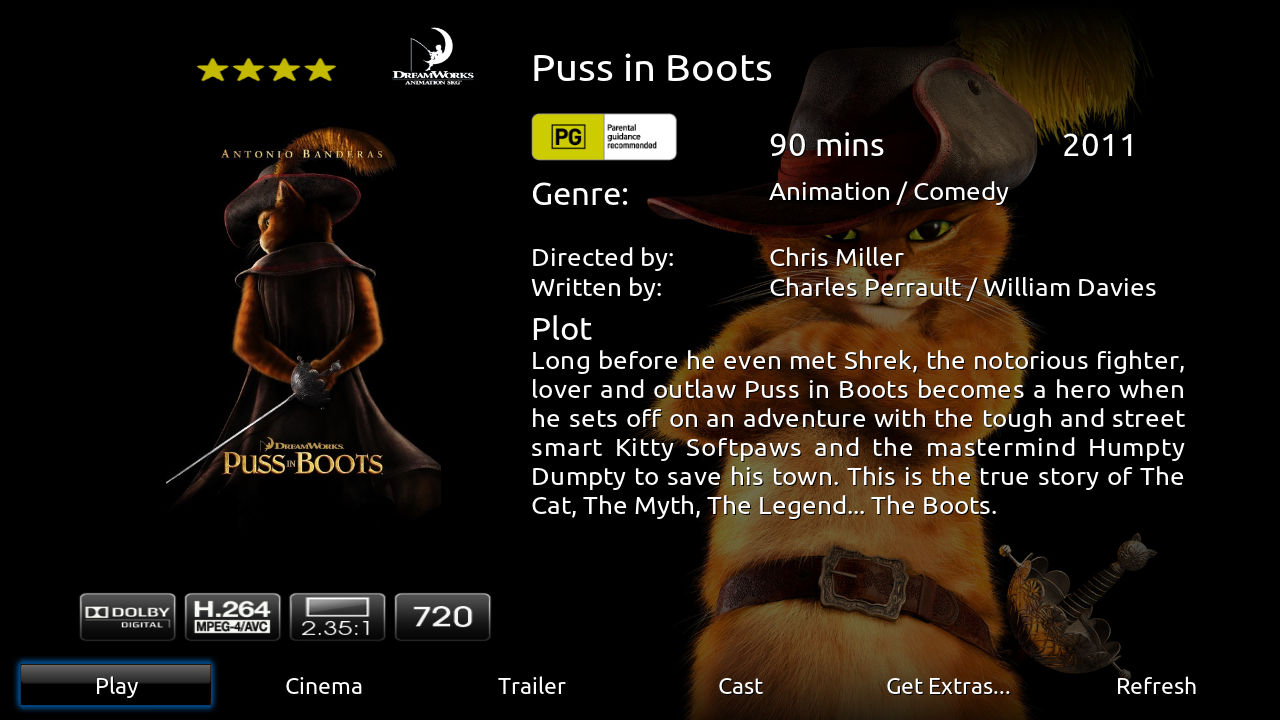 DREAMWORKS
ANIMATION SKG
Puss in Boots
PG
Parental
guidance
recommended
90 mins
2011
ANTONIO BANDERAS
Genre:
Animation / Comedy
Directed by:
Chris Miller
Written by:
Charles Perrault / William Davies
Plot
Long before he even met Shrek, the notorious fighter,
lover and outlaw Puss in Boots becomes a hero when
he sets off on an adventure with the tough and street
smart Kitty Softpaws and the mastermind Humpty
Dumpty to save his town. This is the true story of The
Cat, The Myth, The Legend... The Boots.
DREAMWORKS
PUSS IN BOOTS
DOLBY
DIGITAL
H.264
MPEG-4/AVC
2.35:1
720
Play
Cinema
Trailer
Cast
Get Extras...
Refresh